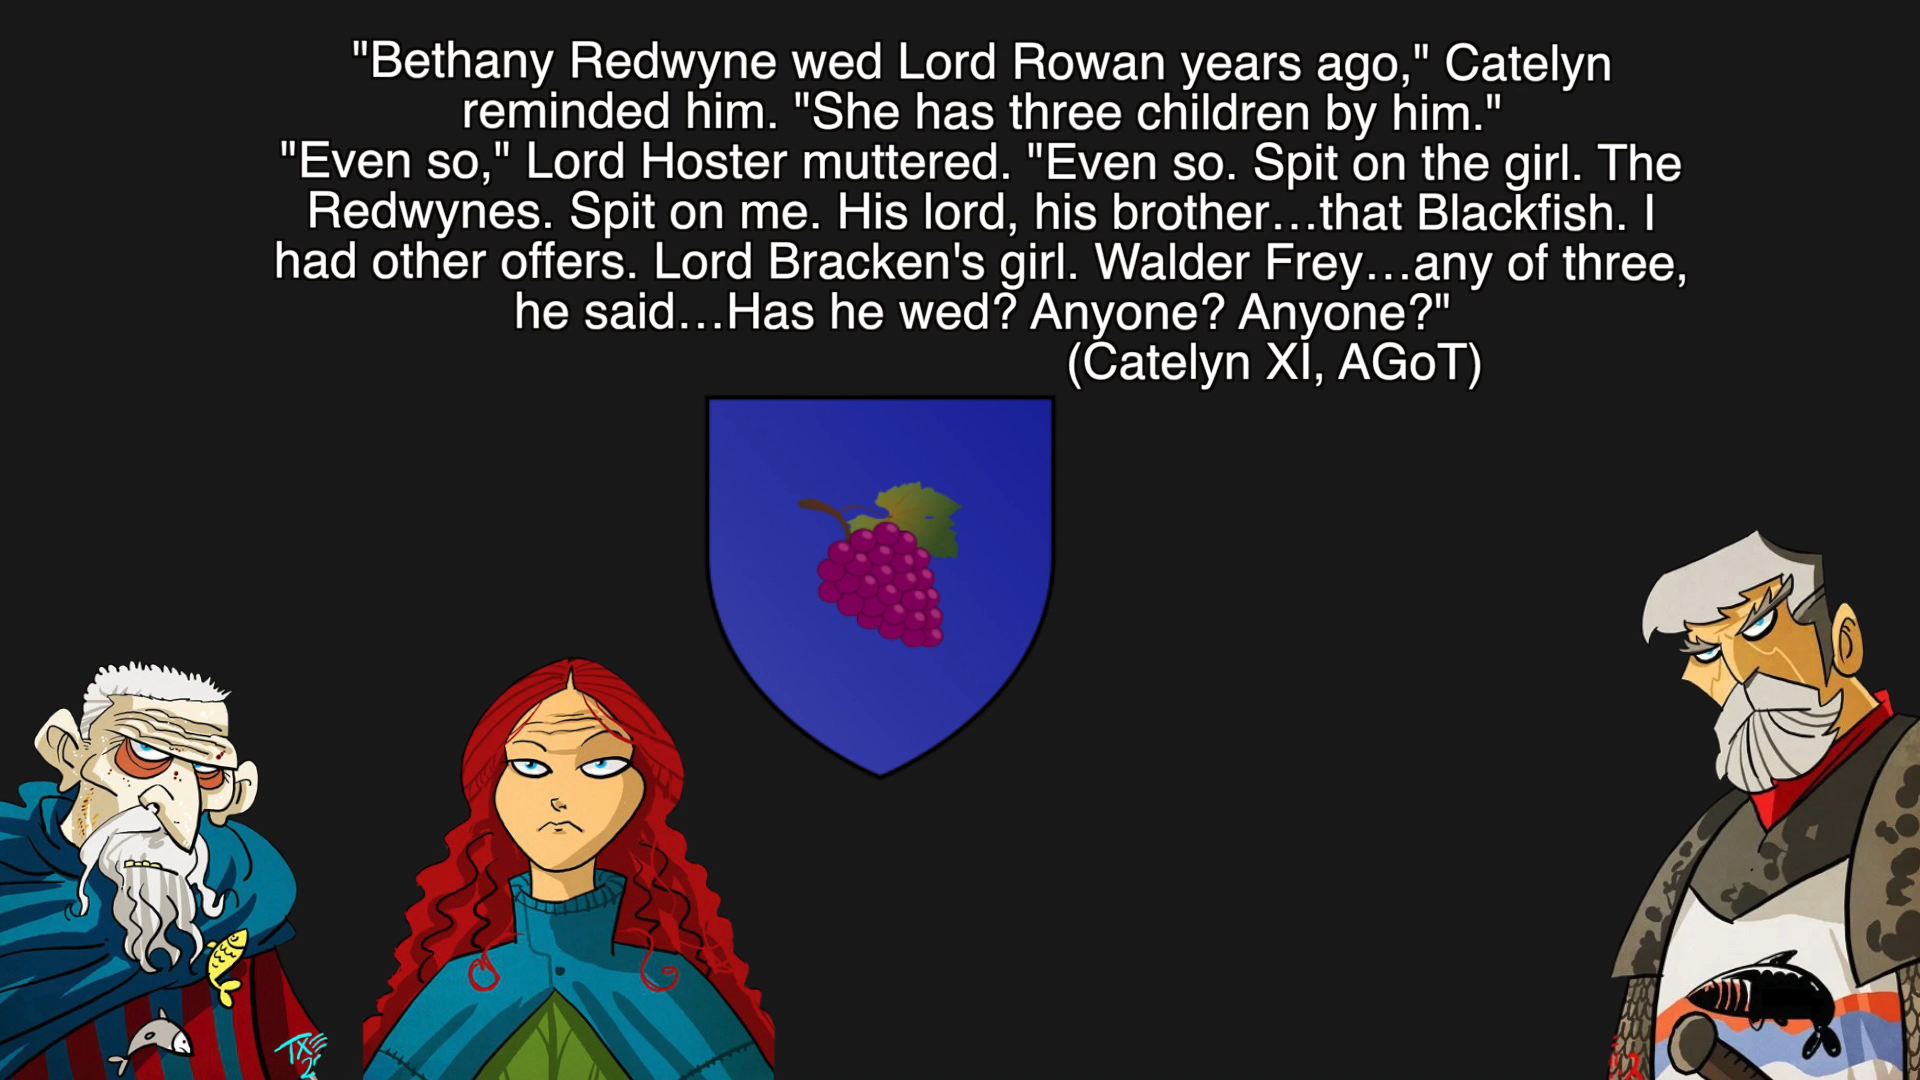 "Bethany Redwyne wed Lord Rowan years ago," Catelyn
reminded him. "She has three children by him."
"Even so," Lord Hoster muttered. "Even so. Spit on the girl. The
Redwynes. Spit on me. His lord, his brother…that Blackfish. I
had other offers. Lord Bracken's girl. Walder Frey…any of three,
he said…Has he wed? Anyone? Anyone?"
(Catelyn XI, AGoT)